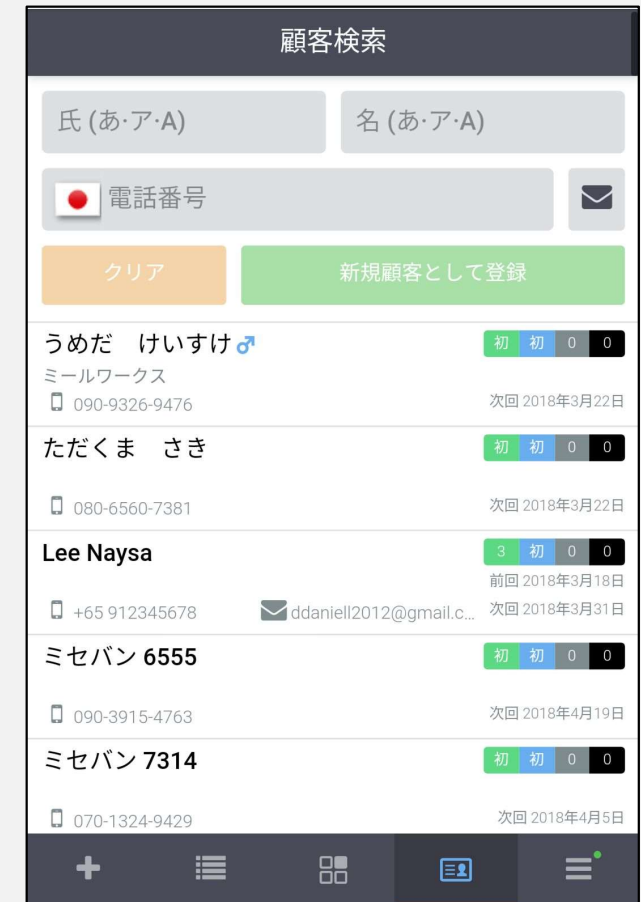 顧客検索
氏 (あ·ア·A) 名 (あ·ア·A)
電話番号
クリア 新規顧客として登録
うめだ　けいすけ♂ 初 初 0 0
ミールワークス
090-9326-9476 次回 2018年3月22日
ただくま　さき 初 初 0 0
080-6560-7381 次回 2018年3月22日
Lee Naysa 3 初 0 0
前回 2018年3月18日
+65 912345678 ddaniell2012@gmail.c... 次回 2018年3月31日
ミセバン 6555 初 初 0 0
090-3915-4763 次回 2018年4月19日
ミセバン 7314 初 初 0 0
070-1324-9429 次回 2018年4月5日